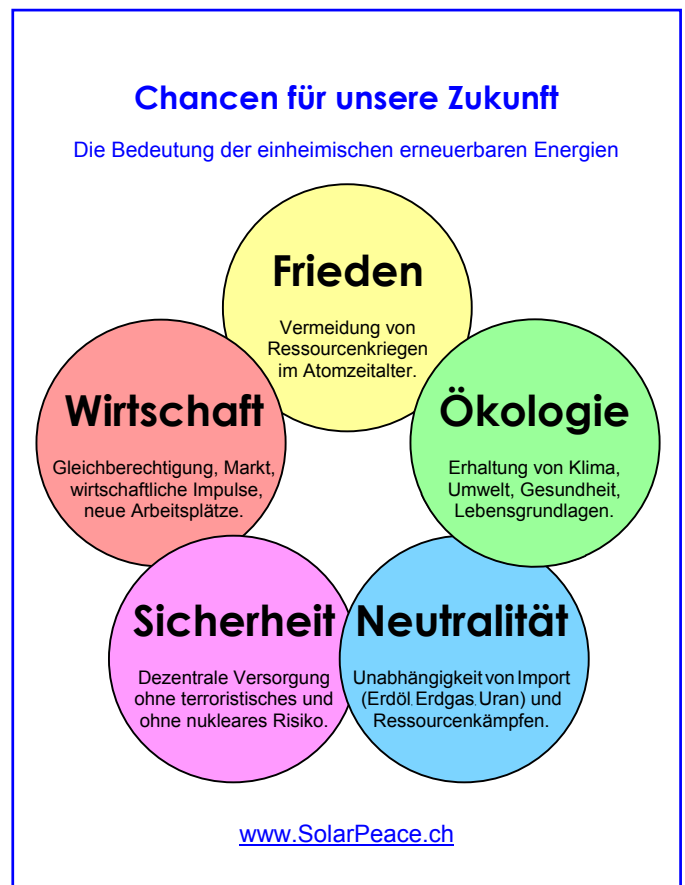 Chancen für unsere Zukunft
Die Bedeutung der einheimischen erneuerbaren Energien
Frieden
Vermeidung von
Ressourcenkriegen
im Atomzeitalter.
Wirtschaft
Gleichberechtigung, Markt,
wirtschaftliche Impulse,
neue Arbeitsplätze.
Ökologie
Erhaltung von Klima,
Umwelt, Gesundheit,
Lebensgrundlagen.
Sicherheit
Dezentrale Versorgung
ohne terroristisches und
ohne nukleares Risiko.
Neutralität
Unabhängigkeit von Import
(Erdöl, Erdgas, Uran) und
Ressourcenkämpfen.
www.SolarPeace.ch